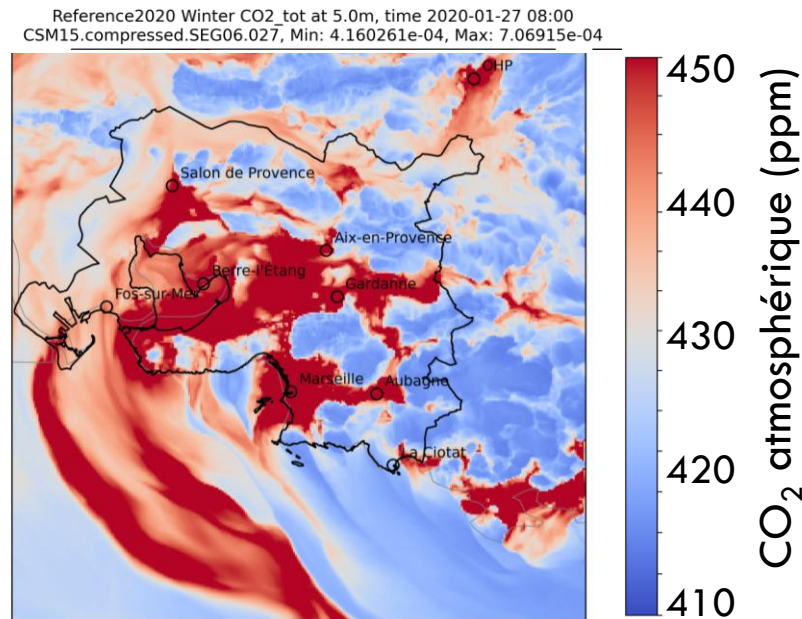 Reference2020 Winter CO2_tot at 5.0m, time 2020-01-27 08:00
CSM15.compressed.SEG06.027, Min: 4.160261e-04, Max: 7.06915e-04
OHP
Salon de Provence
Aix-en-Provence
Berre-l'Étang
Gardanne
Fos-sur-Mer
Marseille
Aubagne
La Ciotat
450
440
430
420
410
CO₂ atmosphérique (ppm)